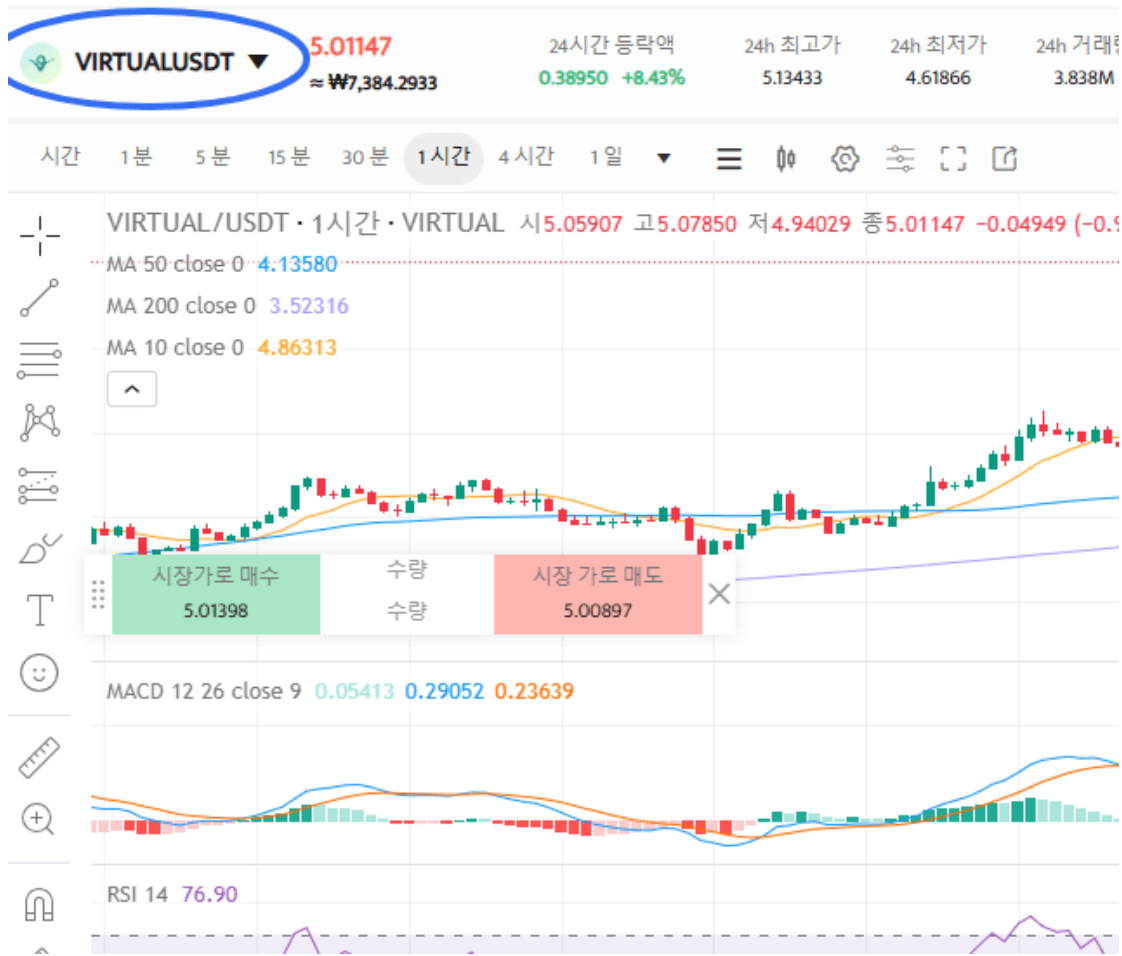 VIRTUALUSDT ▼
5.01147
≈ ₩7,384.2933
24시간 등락액
0.38950 +8.43%
24h 최고가
5.13433
24h 최저가
4.61866
24h 거래
3.838M
시간 1분 5분 15분 30분 1시간 4시간 1일 ▼
VIRTUAL/USDT · 1시간 · VIRTUAL 시5.05907 고5.07850 저4.94029 종5.01147 −0.04949 (−0.9
MA 50 close 0 4.13580
MA 200 close 0 3.52316
MA 10 close 0 4.86313
시장가로 매수
5.01398
수량
수량
시장 가로 매도
5.00897
MACD 12 26 close 9 0.05413 0.29052 0.23639
RSI 14 76.90